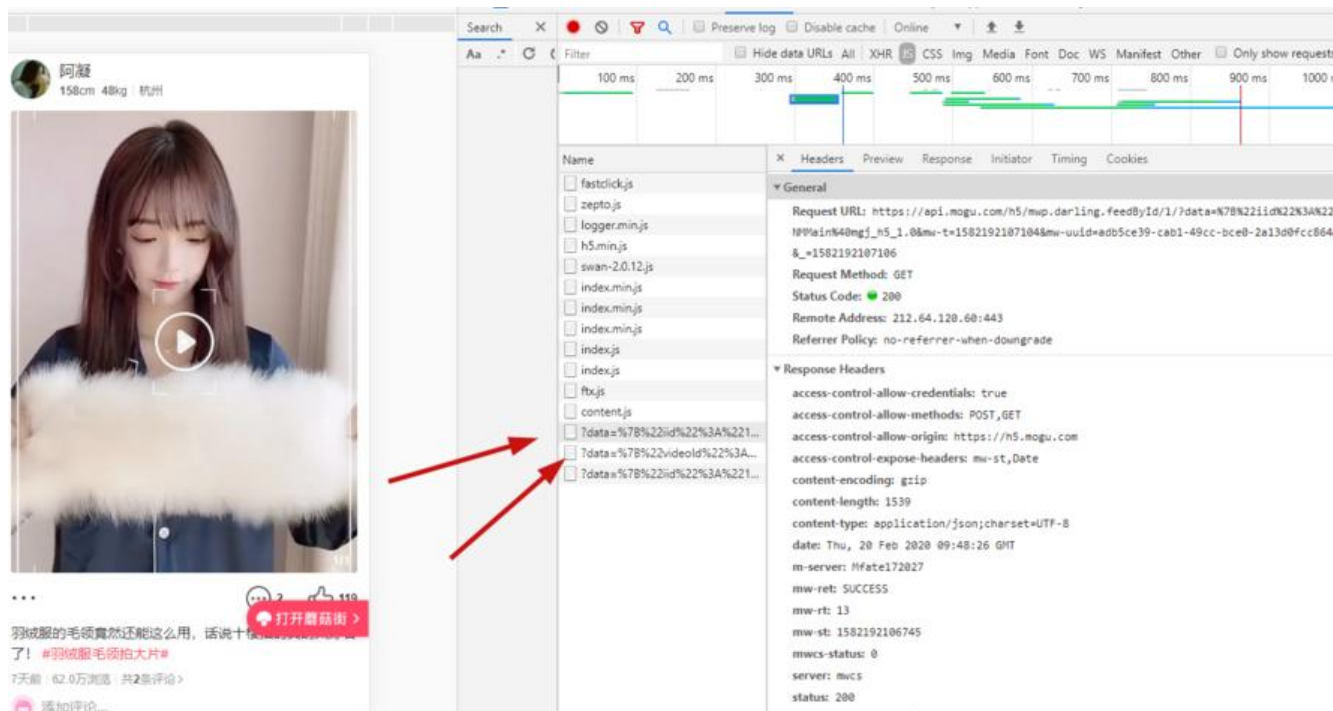 阿凝
158cm 48kg 杭州
2
119
打开蘑菇街 >
羽绒服的毛领竟然还能这么用，话说十
了！ #羽绒服毛领拍大片#
7天前 62.0万浏览 共2条评论>
添加评论...
Search ×
Aa .*
Preserve log Disable cache Online ▼
Filter Hide data URLs All XHR JS CSS Img Media Font Doc WS Manifest Other Only show requests
100 ms 200 ms 300 ms 400 ms 500 ms 600 ms 700 ms 800 ms 900 ms 1000
Name
fastclick.js
zepto.js
logger.min.js
h5.min.js
swan-2.0.12.js
index.min.js
index.min.js
index.min.js
index.js
index.js
ftx.js
content.js
?data=%7B%22iid%22%3A%221...
?data=%7B%22videoId%22%3A...
?data=%7B%22iid%22%3A%221...
× Headers Preview Response Initiator Timing Cookies
▼ General
Request URL: https://api.mogu.com/h5/mwp.darling.feedById/1/?data=%7B%22iid%22%3A%22
NMMain%40mgj_h5_1.0&mw-t=1582192107104&mw-uuid=adb5ce39-cab1-49cc-bce0-2a13d0fcc864
&_=1582192107106
Request Method: GET
Status Code: 200
Remote Address: 212.64.120.60:443
Referrer Policy: no-referrer-when-downgrade
▼ Response Headers
access-control-allow-credentials: true
access-control-allow-methods: POST,GET
access-control-allow-origin: https://h5.mogu.com
access-control-expose-headers: mw-st,Date
content-encoding: gzip
content-length: 1539
content-type: application/json;charset=UTF-8
date: Thu, 20 Feb 2020 09:48:26 GMT
m-server: Mfate172027
mw-ret: SUCCESS
mw-rt: 13
mw-st: 1582192106745
mwcs-status: 0
server: mwcs
status: 200